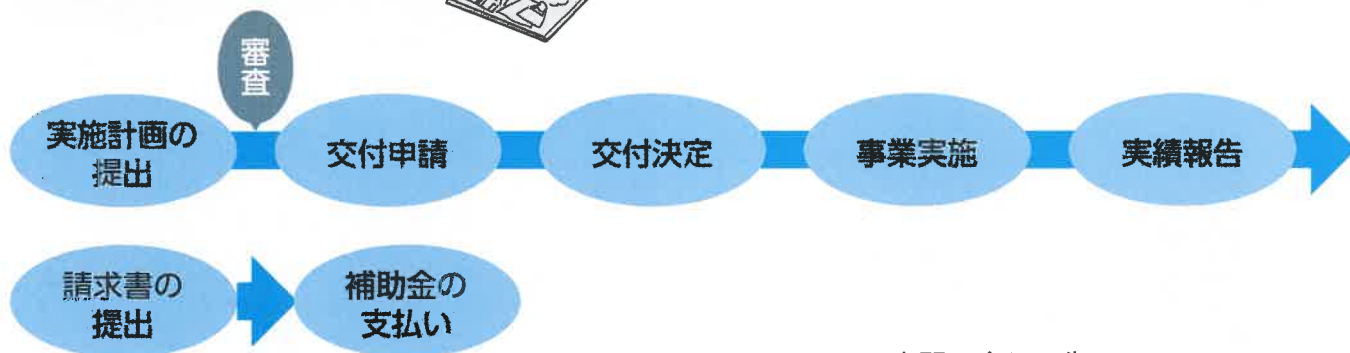 審査
実施計画の
提出
交付申請
交付決定
事業実施
実績報告
請求書の
提出
補助金の
支払い